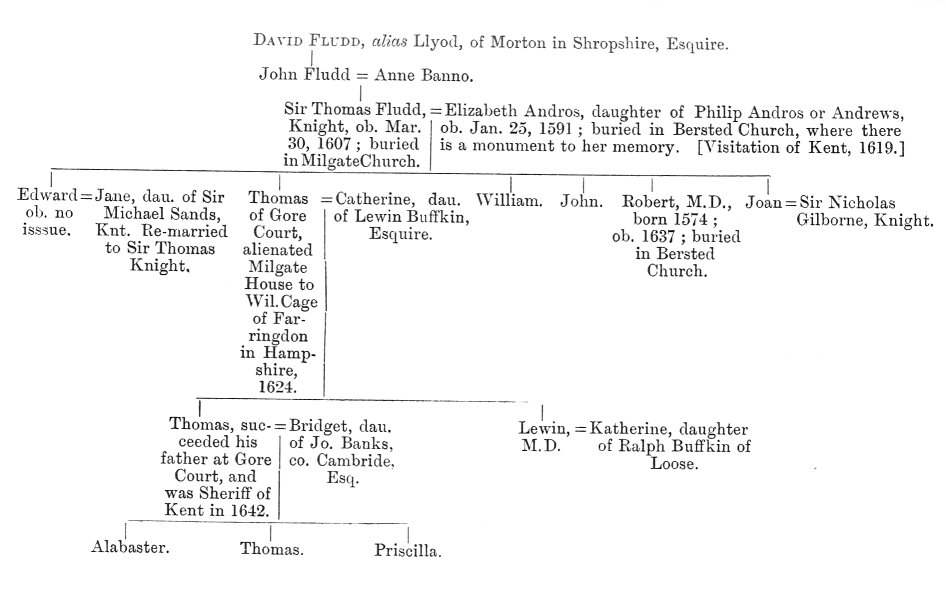 DAVID FLUDD, alias Llyod, of Morton in Shropshire, Esquire.
John Fludd = Anne Banno.
Sir Thomas Fludd, = Elizabeth Andros, daughter of Philip Andros or Andrews,
Knight, ob. Mar. ob. Jan. 25, 1591 ; buried in Bersted Church, where there
30, 1607 ; buried is a monument to her memory. [Visitation of Kent, 1619.]
in Milgate Church.
Edward = Jane, dau. of Sir
ob. no Michael Sands,
isssue. Knt. Re-married
to Sir Thomas
Knight.
Thomas = Catherine, dau.
of Gore of Lewin Buffkin,
Court, Esquire.
alienated
Milgate
House to
Wil. Cage
of Far-
ringdon
in Hamp-
shire,
1624.
William.
John.
Robert, M.D.,
born 1574 ;
ob. 1637 ; buried
in Bersted
Church.
Joan = Sir Nicholas
Gilborne, Knight.
Thomas, suc- = Bridget, dau.
ceeded his of Jo. Banks,
father at Gore co. Cambride,
Court, and Esq.
was Sheriff of
Kent in 1642.
Lewin, = Katherine, daughter
M.D. of Ralph Buffkin of
Loose.
Alabaster. Thomas. Priscilla.